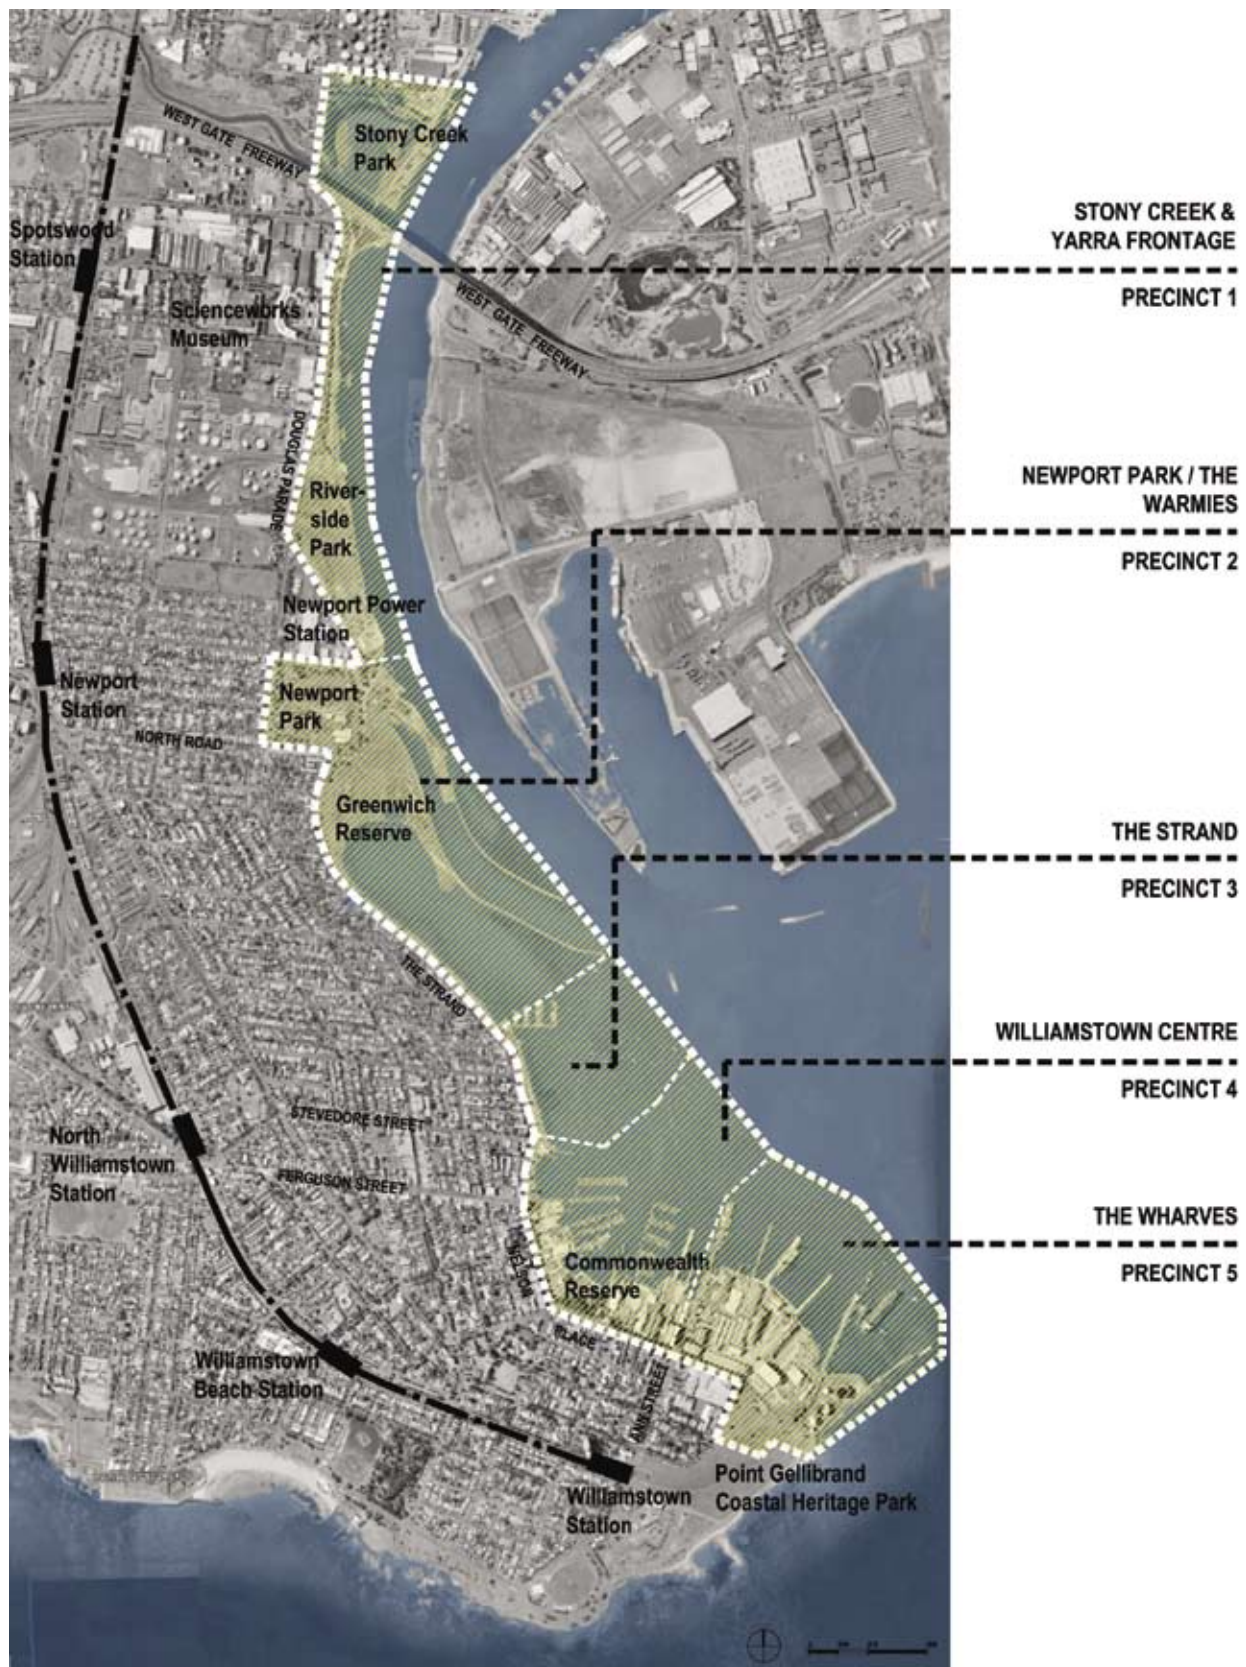 WEST GATE FREEWAY
Stony Creek
Park
STONY CREEK &
YARRA FRONTAGE
PRECINCT 1
Spotswood
Station
Scienceworks
Museum
WEST GATE FREEWAY
DOUGLAS PARADE
River-
side
Park
NEWPORT PARK / THE
WARMIES
PRECINCT 2
Newport Power
Station
Newport
Station
Newport
Park
NORTH ROAD
Greenwich
Reserve
THE STRAND
PRECINCT 3
THE STRAND
WILLIAMSTOWN CENTRE
PRECINCT 4
STEVEDORE STREET
North
Williamstown
Station
FERGUSON STREET
THE WHARVES
PRECINCT 5
NELSON
PLACE
Commonwealth
Reserve
Williamstown
Beach Station
ANN STREET
Point Gellibrand
Coastal Heritage Park
Williamstown
Station